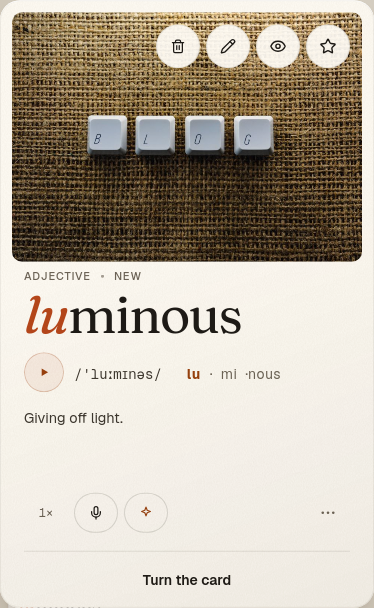 B L O G
ADJECTIVE • NEW
luminous
/ˈluːmɪnəs/ lu · mi ·nous
Giving off light.
1×
Turn the card